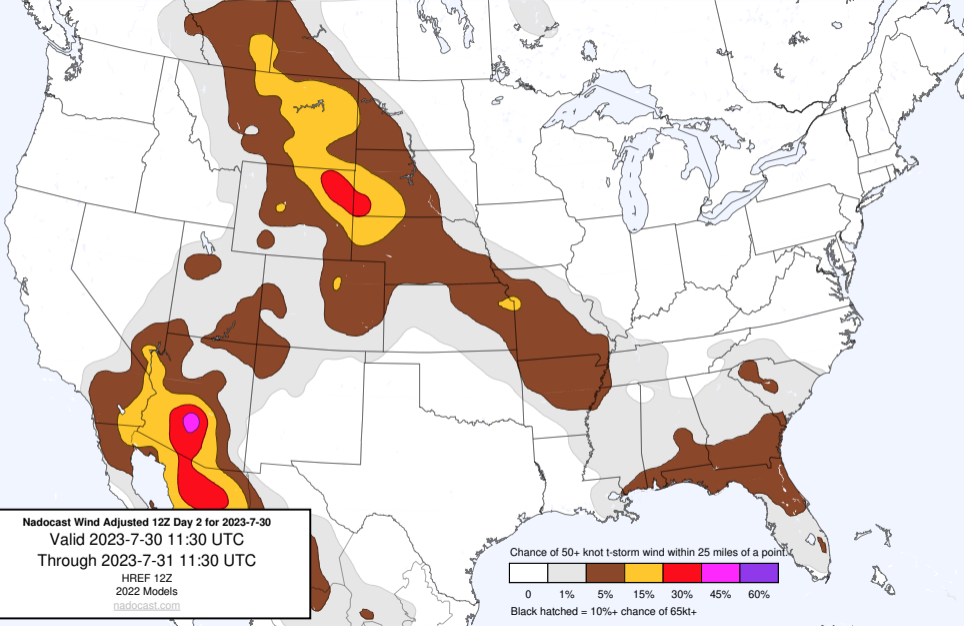 Nadocast Wind Adjusted 12Z Day 2 for 2023-7-30
Valid 2023-7-30 11:30 UTC
Through 2023-7-31 11:30 UTC
HREF 12Z
2022 Models
nadocast.com
Chance of 50+ knot t-storm wind within 25 miles of a point.
0 1% 5% 15% 30% 45% 60%
Black hatched = 10%+ chance of 65kt+